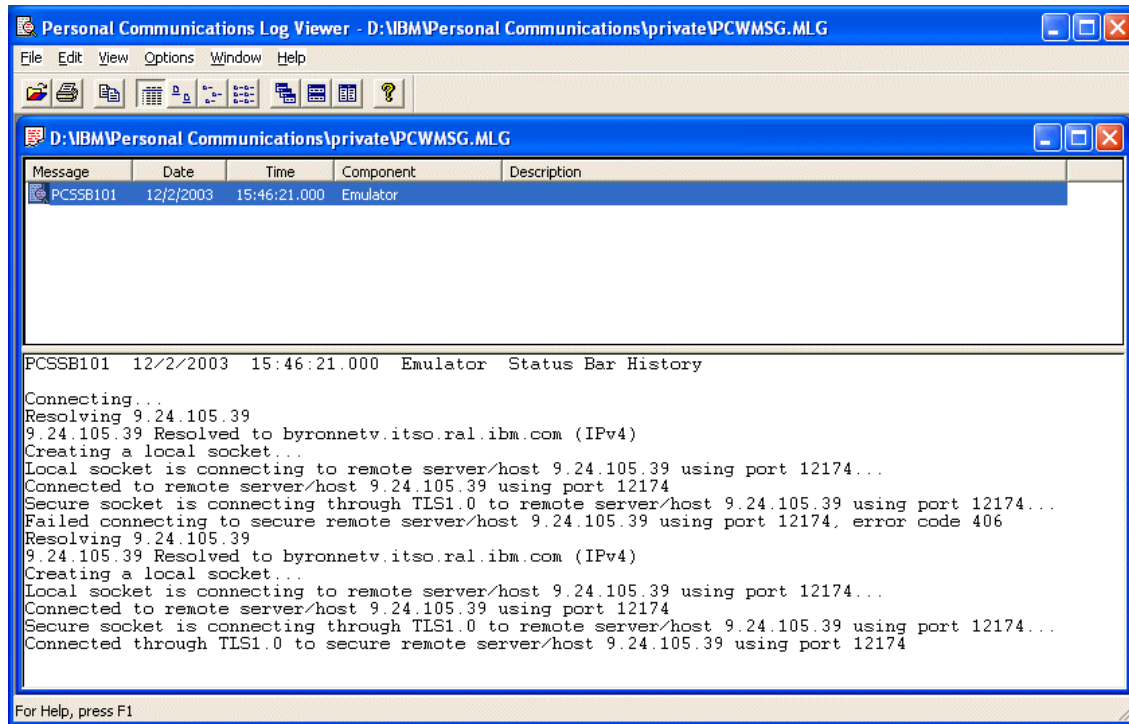 Personal Communications Log Viewer - D:\IBM\Personal Communications\private\PCWMSG.MLG
File Edit View Options Window Help
D:\IBM\Personal Communications\private\PCWMSG.MLG
Message Date Time Component Description
PCSSB101 12/2/2003 15:46:21.000 Emulator
PCSSB101 12/2/2003 15:46:21.000 Emulator Status Bar History
Connecting...
Resolving 9.24.105.39
9.24.105.39 Resolved to byronnetv.itso.ral.ibm.com (IPv4)
Creating a local socket...
Local socket is connecting to remote server/host 9.24.105.39 using port 12174...
Connected to remote server/host 9.24.105.39 using port 12174
Secure socket is connecting through TLS1.0 to remote server/host 9.24.105.39 using port 12174...
Failed connecting to secure remote server/host 9.24.105.39 using port 12174, error code 406
Resolving 9.24.105.39
9.24.105.39 Resolved to byronnetv.itso.ral.ibm.com (IPv4)
Creating a local socket...
Local socket is connecting to remote server/host 9.24.105.39 using port 12174...
Connected to remote server/host 9.24.105.39 using port 12174
Secure socket is connecting through TLS1.0 to remote server/host 9.24.105.39 using port 12174...
Connected through TLS1.0 to secure remote server/host 9.24.105.39 using port 12174
For Help, press F1